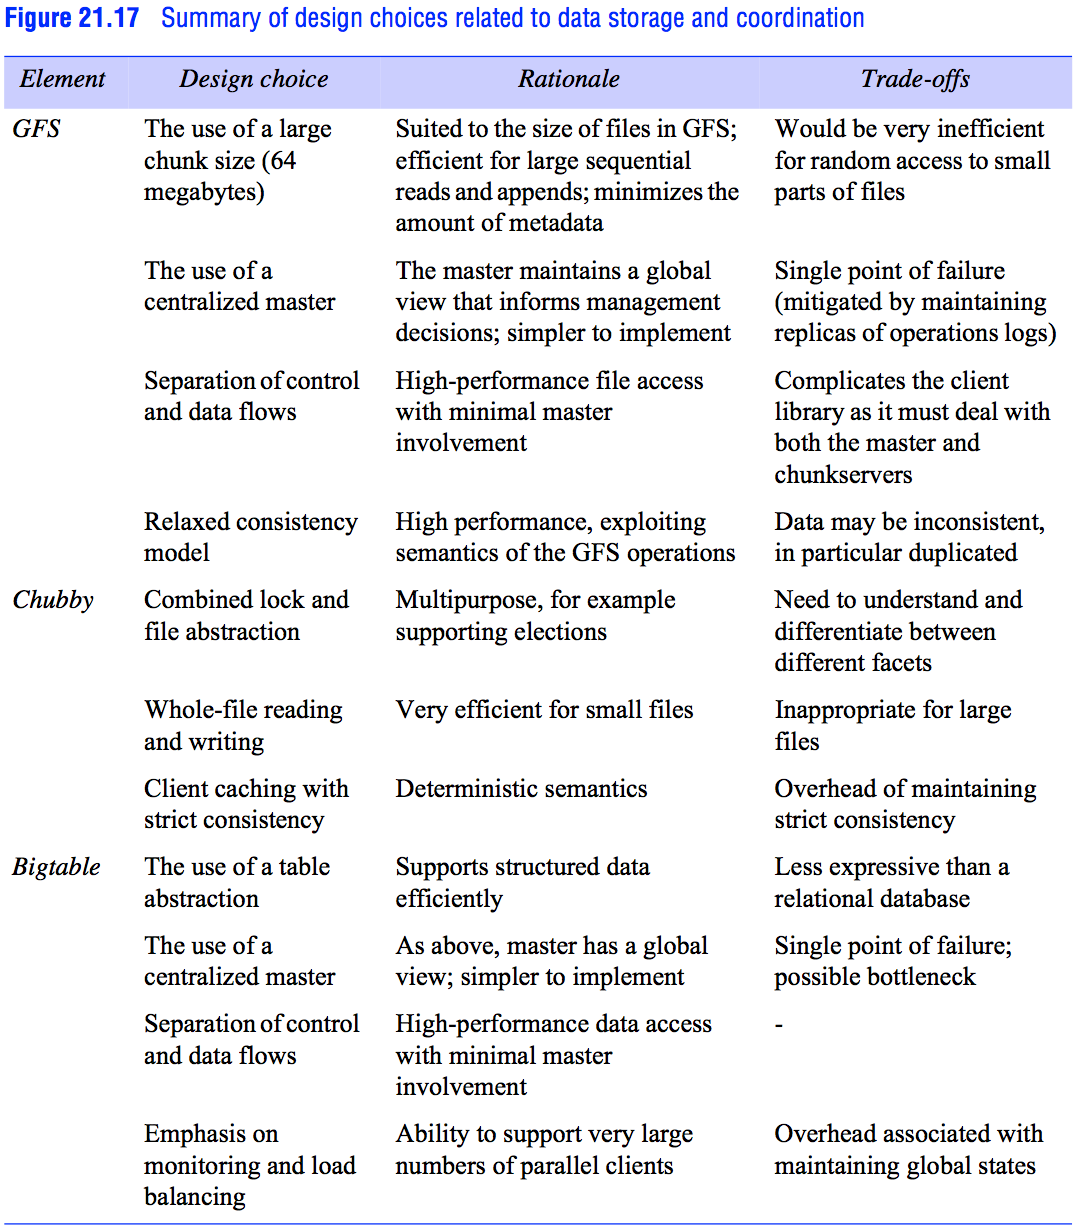 Figure 21.17 Summary of design choices related to data storage and coordination
Element Design choice Rationale Trade-offs
GFS The use of a large Suited to the size of files in GFS; Would be very inefficient
chunk size (64 efficient for large sequential for random access to small
megabytes) reads and appends; minimizes the parts of files
amount of metadata
The use of a The master maintains a global Single point of failure
centralized master view that informs management (mitigated by maintaining
decisions; simpler to implement replicas of operations logs)
Separation of control High-performance file access Complicates the client
and data flows with minimal master library as it must deal with
involvement both the master and
chunkservers
Relaxed consistency High performance, exploiting Data may be inconsistent,
model semantics of the GFS operations in particular duplicated
Chubby Combined lock and Multipurpose, for example Need to understand and
file abstraction supporting elections differentiate between
different facets
Whole-file reading Very efficient for small files Inappropriate for large
and writing files
Client caching with Deterministic semantics Overhead of maintaining
strict consistency strict consistency
Bigtable The use of a table Supports structured data Less expressive than a
abstraction efficiently relational database
The use of a As above, master has a global Single point of failure;
centralized master view; simpler to implement possible bottleneck
Separation of control High-performance data access -
and data flows with minimal master
involvement
Emphasis on Ability to support very large Overhead associated with
monitoring and load numbers of parallel clients maintaining global states
balancing